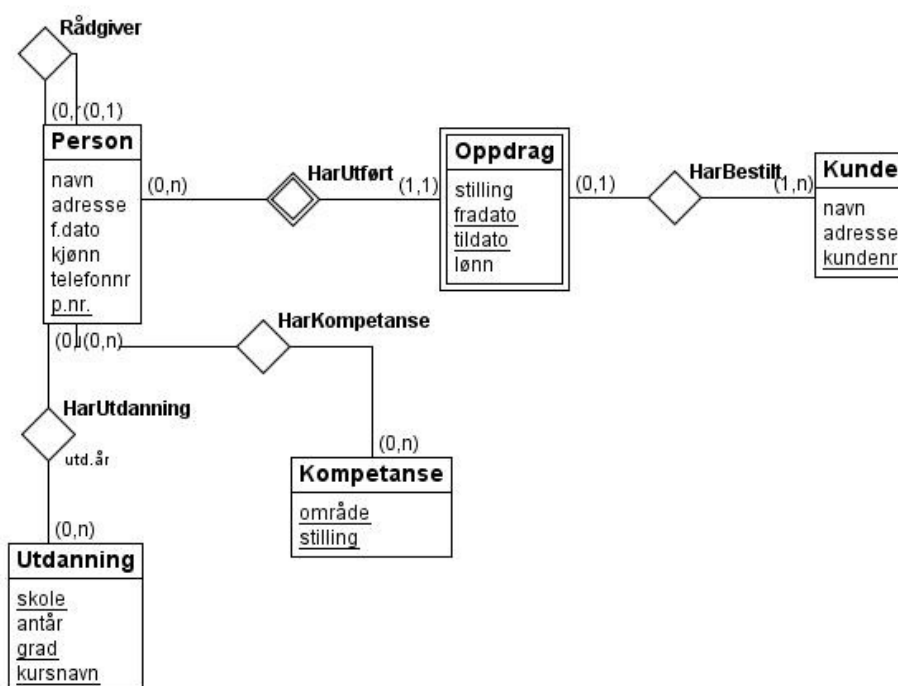 Rådgiver
(0,1)
Person
navn
adresse
f.dato
kjønn
telefonnr
p.nr.
(0,n)
HarUtført
(1,1)
Oppdrag
stilling
fradato
tildato
lønn
(0,1)
HarBestilt
(1,n)
Kunde
navn
adresse
kundenr
(0,n)
HarKompetanse
(0,n)
Kompetanse
område
stilling
HarUtdanning
utd.år
(0,n)
Utdanning
skole
antår
grad
kursnavn